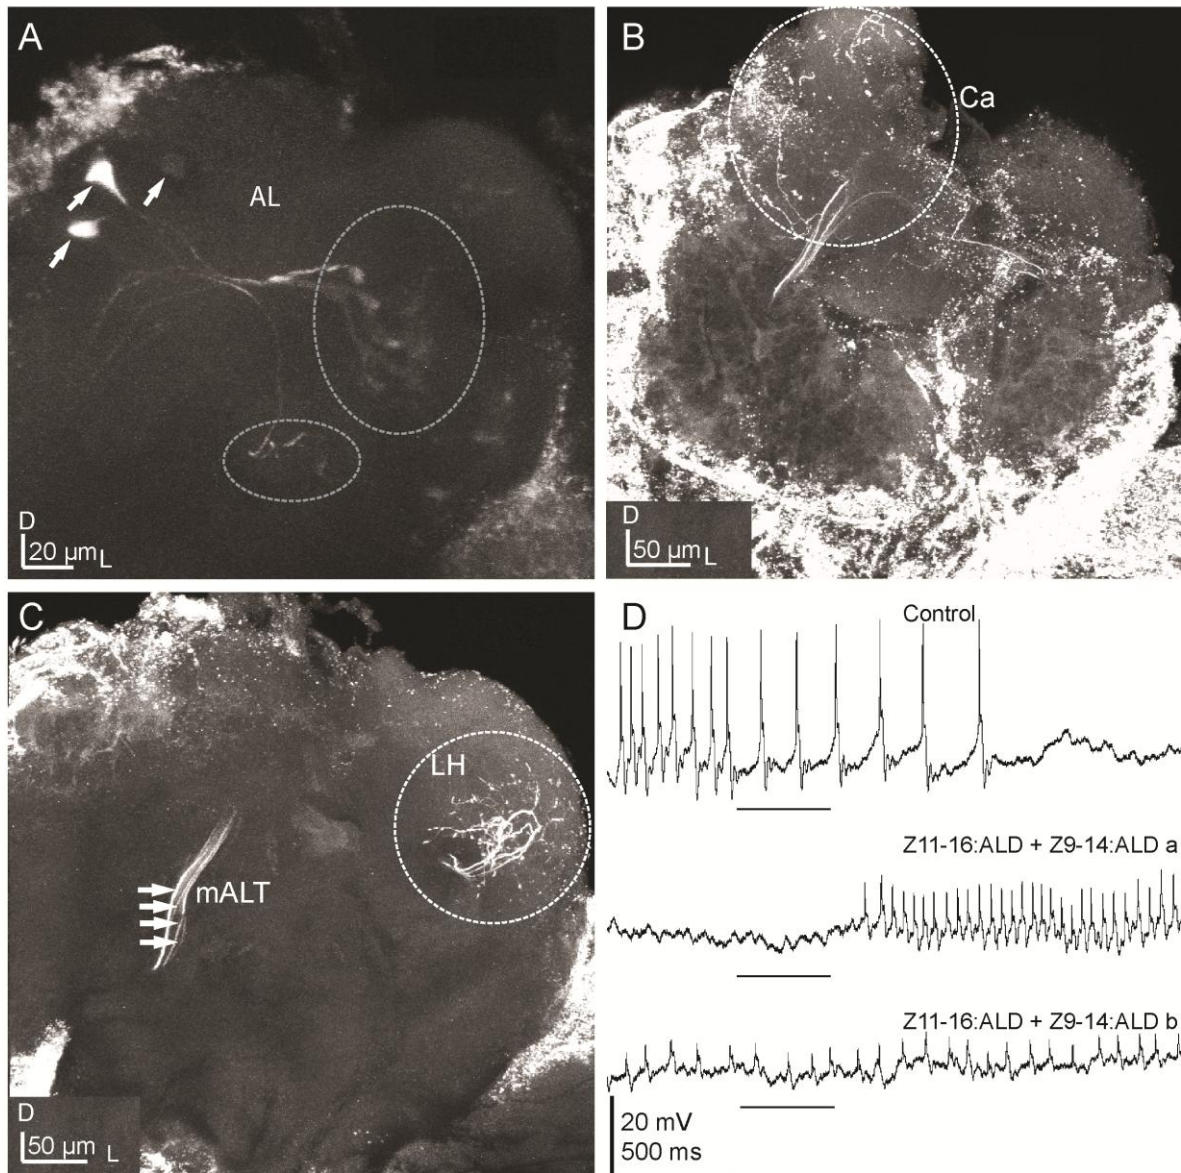 A
AL
D
20 µm L
B
Ca
D
50 µm L
C
LH
mALT
D
50 µm L
D
Control
Z11-16:ALD + Z9-14:ALD a
Z11-16:ALD + Z9-14:ALD b
20 mV
500 ms